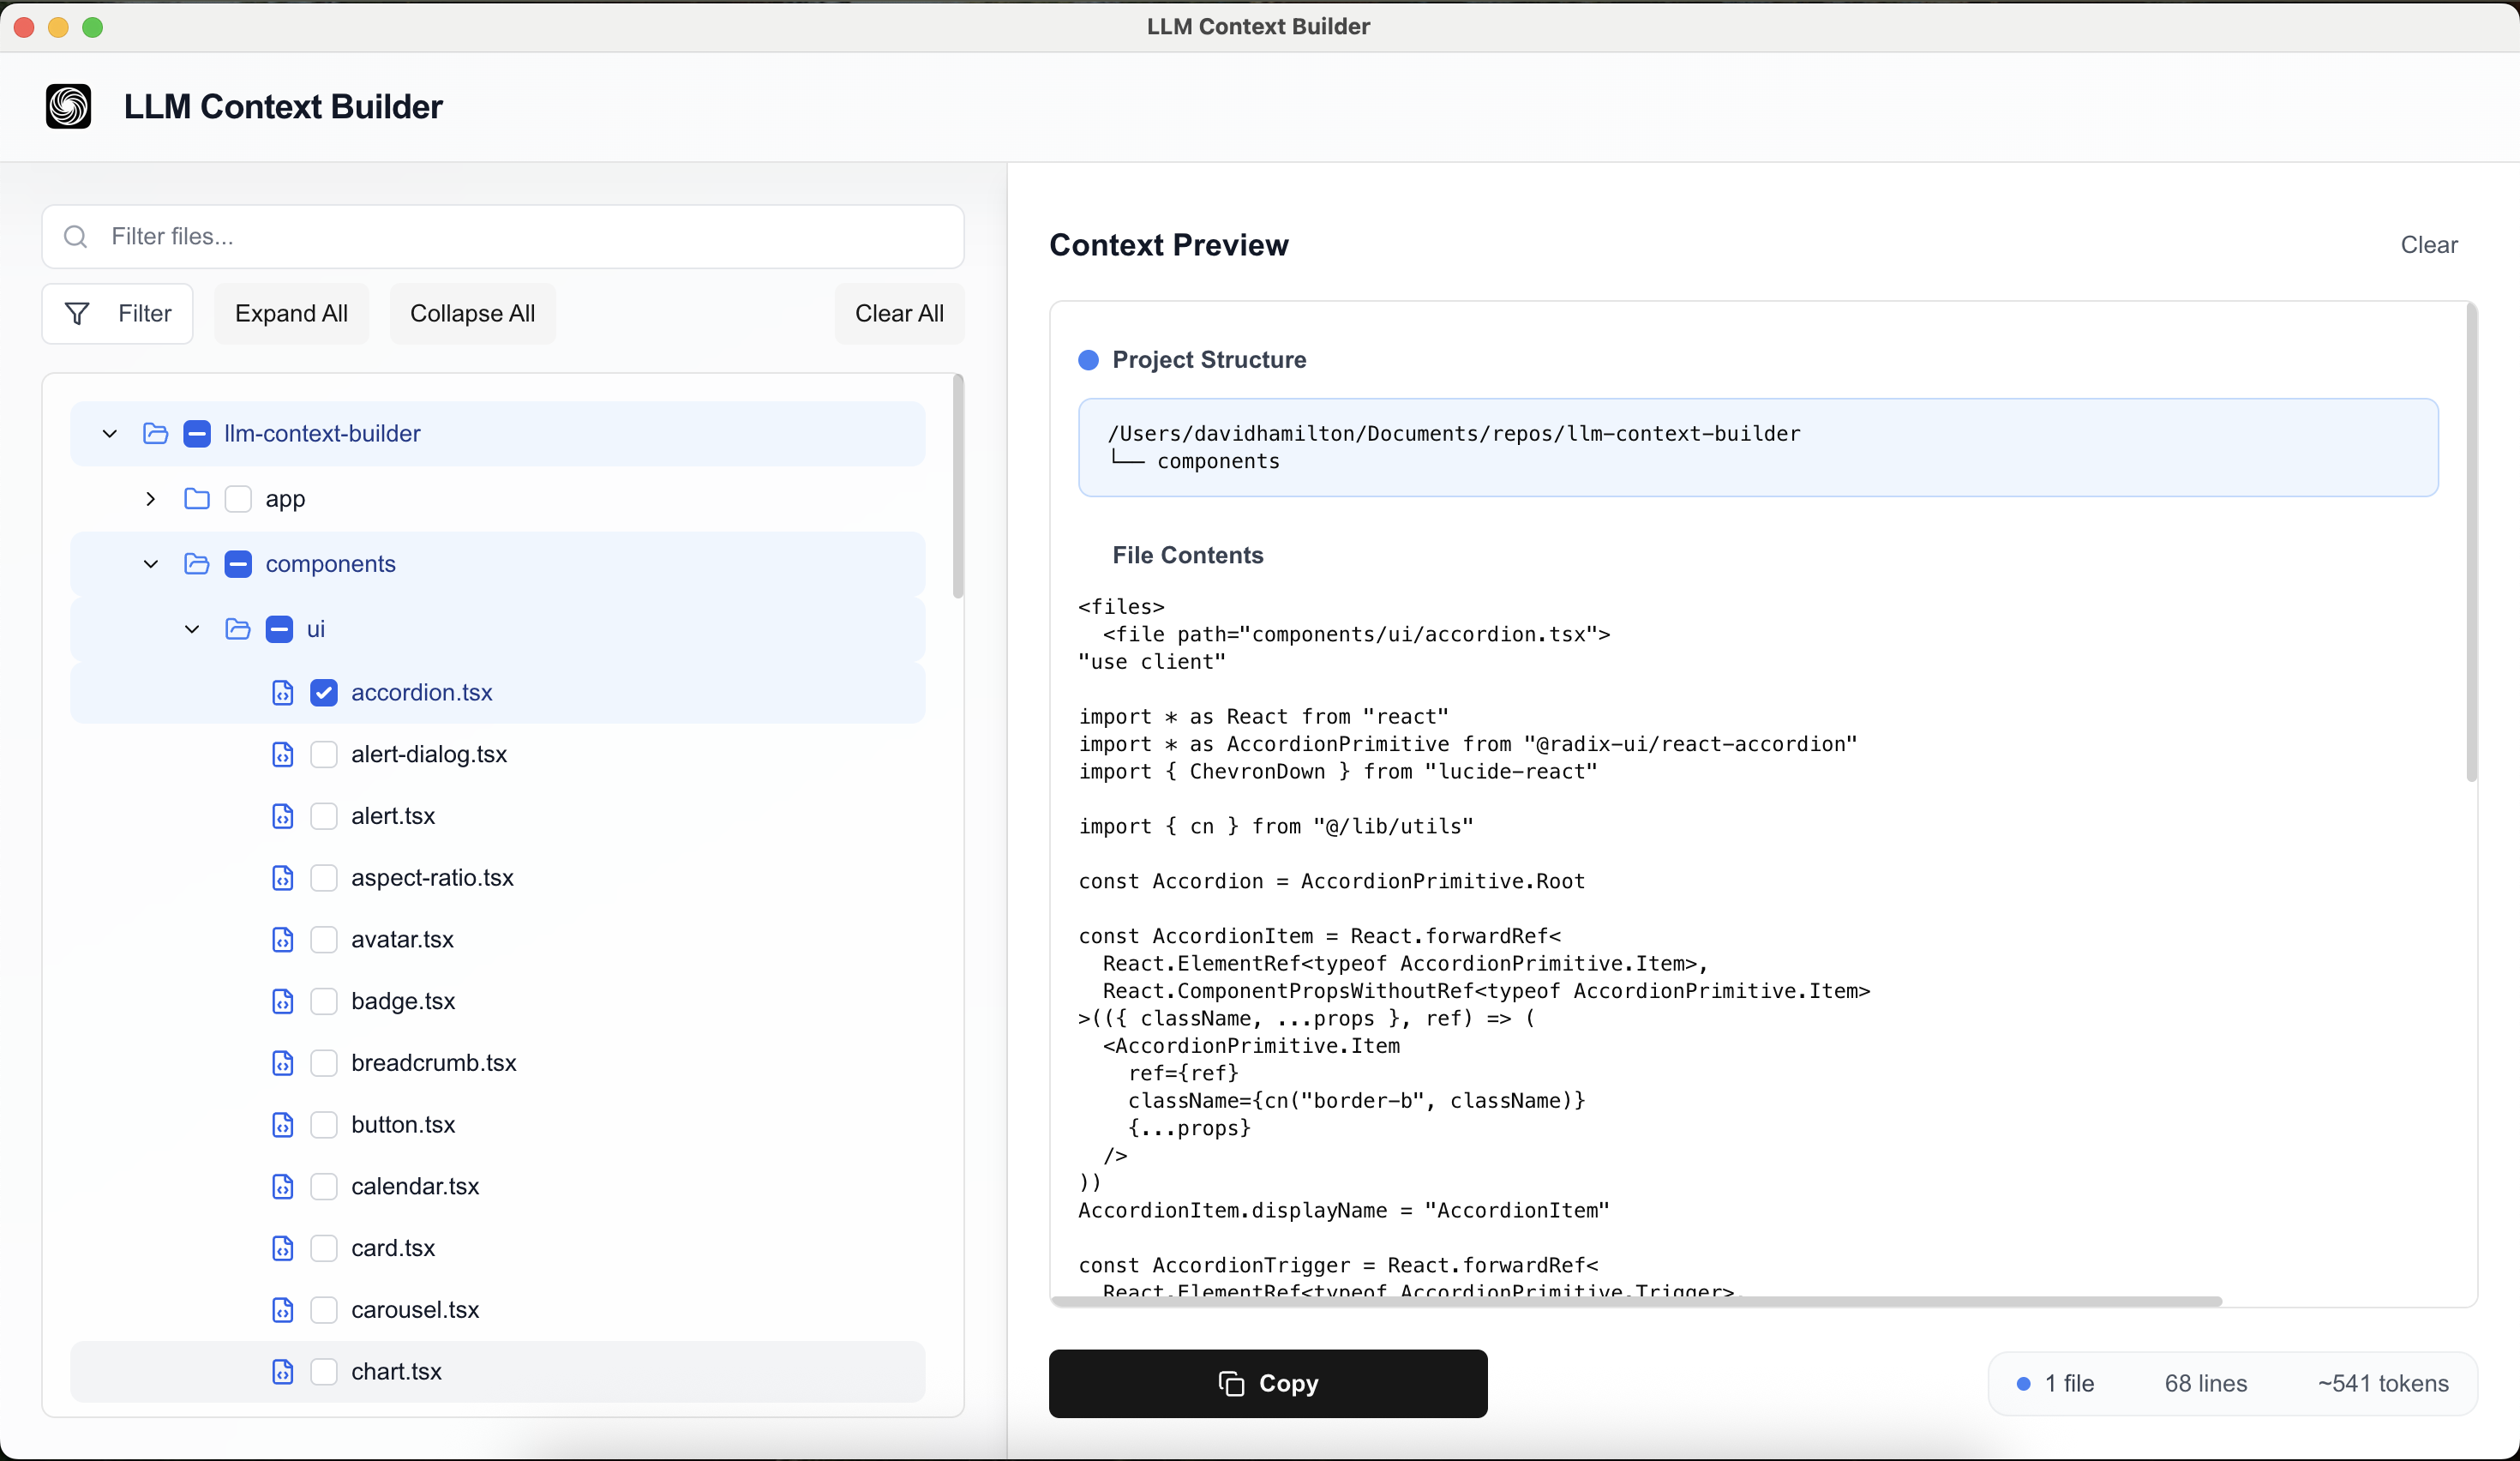 LLM Context Builder
LLM Context Builder
Filter files...
Filter
Expand All
Collapse All
Clear All
llm-context-builder
app
components
ui
accordion.tsx
alert-dialog.tsx
alert.tsx
aspect-ratio.tsx
avatar.tsx
badge.tsx
breadcrumb.tsx
button.tsx
calendar.tsx
card.tsx
carousel.tsx
chart.tsx
Context Preview
Clear
Project Structure
/Users/davidhamilton/Documents/repos/llm-context-builder
└── components
File Contents
<files>
  <file path="components/ui/accordion.tsx">
"use client"
import * as React from "react"
import * as AccordionPrimitive from "@radix-ui/react-accordion"
import { ChevronDown } from "lucide-react"
import { cn } from "@/lib/utils"
const Accordion = AccordionPrimitive.Root
const AccordionItem = React.forwardRef<
  React.ElementRef<typeof AccordionPrimitive.Item>,
  React.ComponentPropsWithoutRef<typeof AccordionPrimitive.Item>
>(({ className, ...props }, ref) => (
  <AccordionPrimitive.Item
    ref={ref}
    className={cn("border-b", className)}
    {...props}
  />
))
AccordionItem.displayName = "AccordionItem"
const AccordionTrigger = React.forwardRef<
  React.ElementRef<typeof AccordionPrimitive.Trigger>,
Copy
1 file
68 lines
~541 tokens